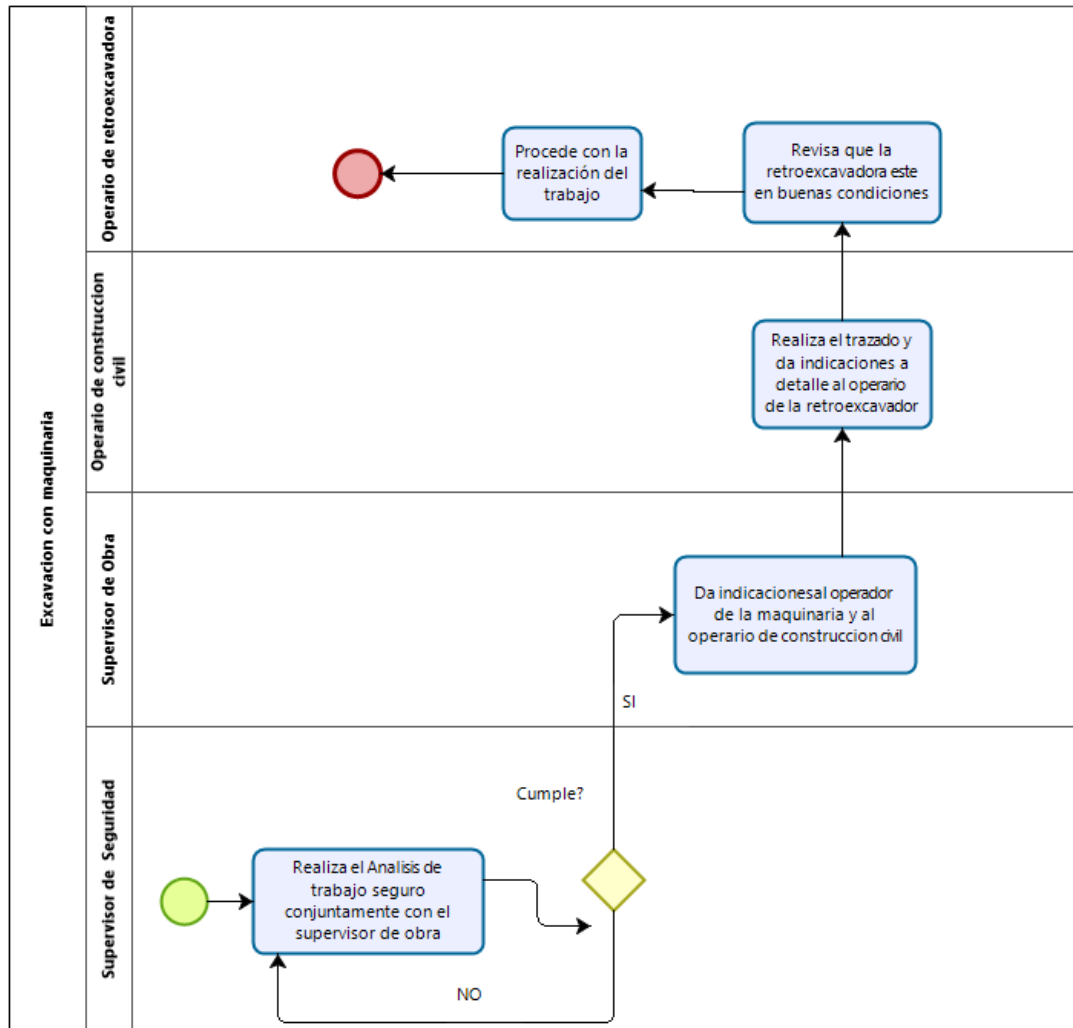 Excavacion con maquinaria
Operario de retroexcavadora
Procede con la
realización del
trabajo
Revisa que la
retroexcavadora este
en buenas condiciones
Operario de construccion
civil
Realiza el trazado y
da indicaciones a
detalle al operario
de la retroexcavador
Supervisor de Obra
Da indicacionesal operador
de la maquinaria y al
operario de construccion civil
SI
Supervisor de Seguridad
Cumple?
Realiza el Analisis de
trabajo seguro
conjuntamente con el
supervisor de obra
NO